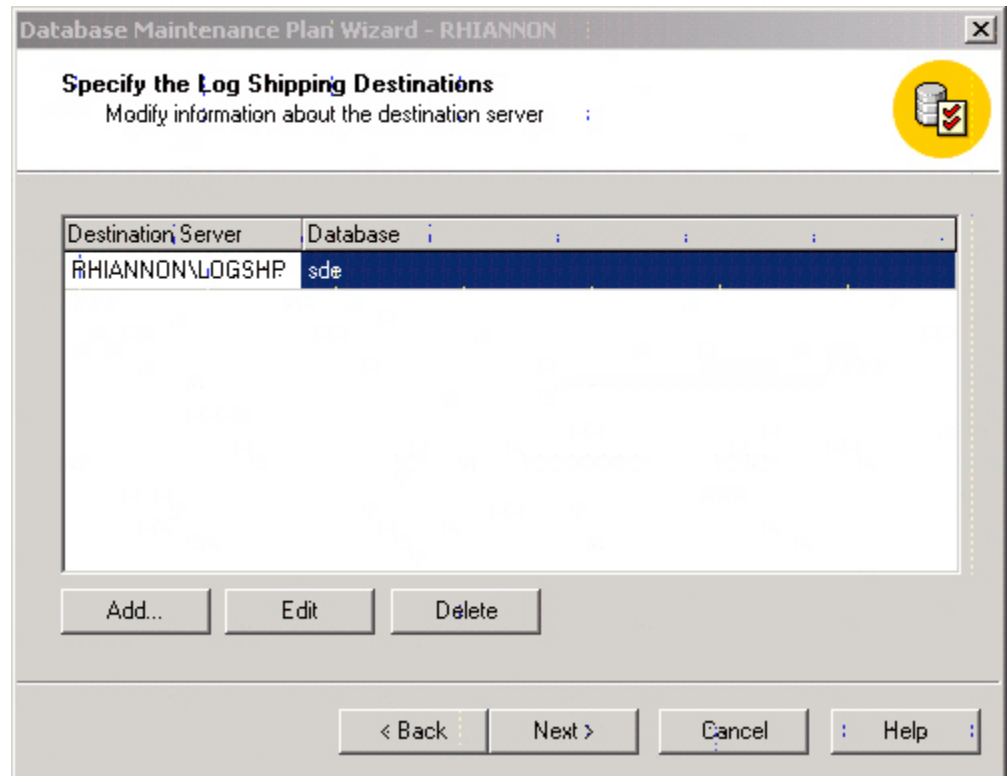 Database Maintenance Plan Wizard - RHIANNON
Specify the Log Shipping Destinations
Modify information about the destination server
Destination Server Database
RHIANNON\LOGSHP sde
Add... Edit Delete
< Back Next > Cancel Help